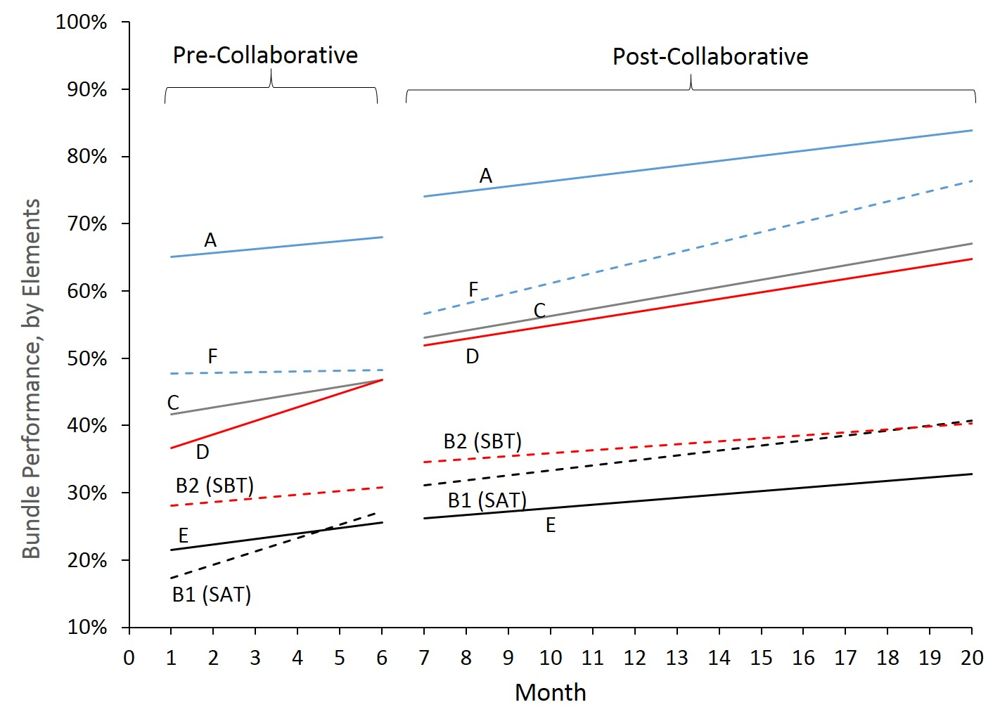 100%
Pre-Collaborative
Post-Collaborative
90%
80%
A
70%
A
60%
F
C
50%
F
D
C
40%
D
B2 (SBT)
B2 (SBT)
30%
B1 (SAT)
E
E
20%
B1 (SAT)
10%
0 1 2 3 4 5 6 7 8 9 10 11 12 13 14 15 16 17 18 19 20
Month
Bundle Performance, by Elements